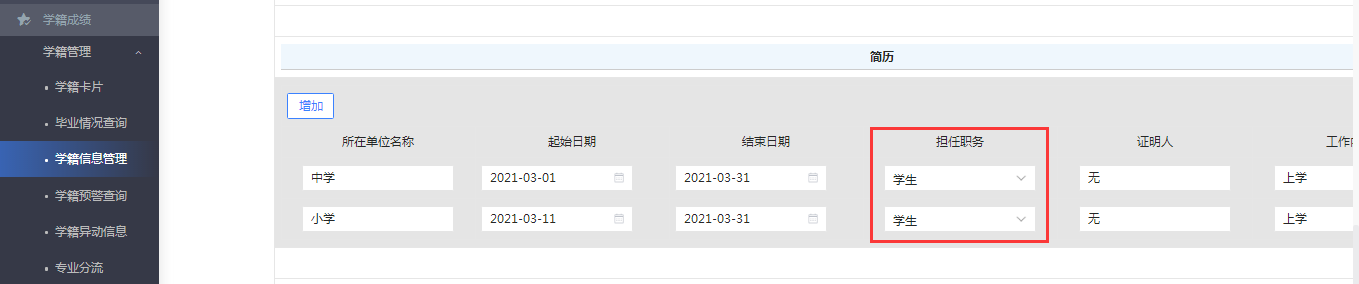 学籍成绩
学籍管理
学籍卡片
毕业情况查询
学籍信息管理
学籍预警查询
学籍异动信息
专业分流
简历
增加
所在单位名称 起始日期 结束日期 担任职务 证明人 工作
中学 2021-03-01 2021-03-31 学生 无 上学
小学 2021-03-11 2021-03-31 学生 无 上学